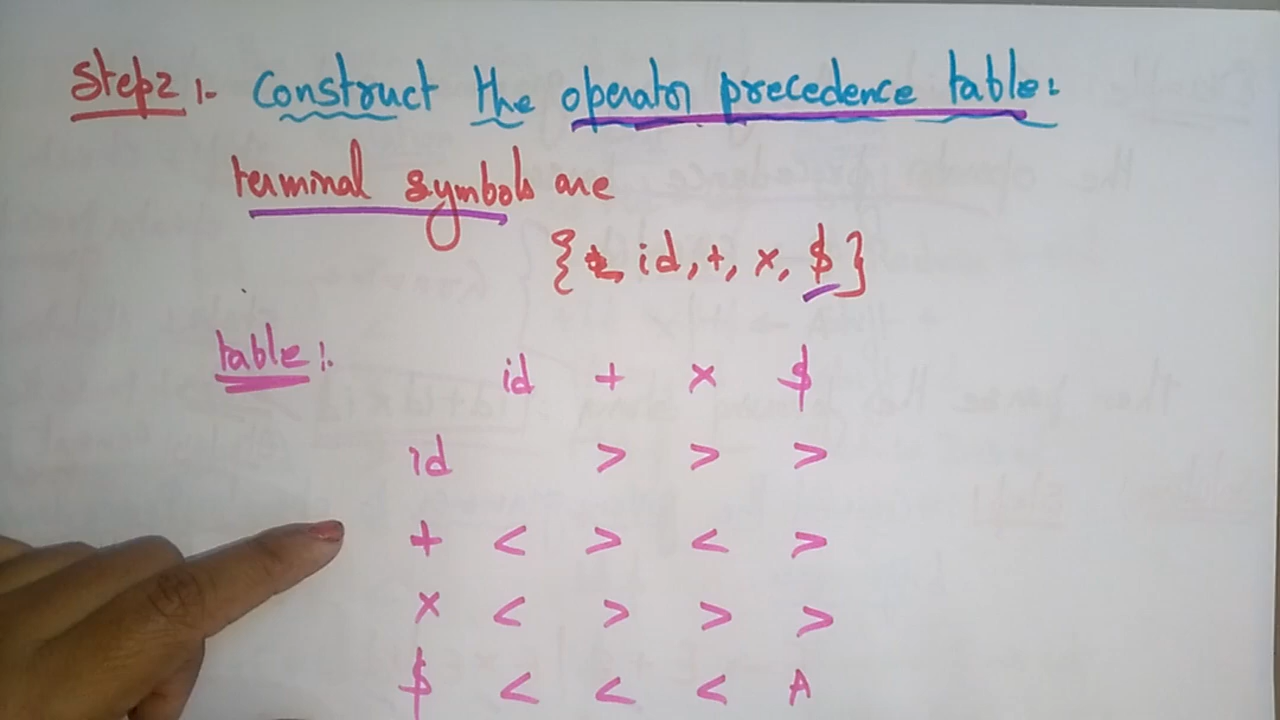 Step2:- Construct the operator precedence table:
terminal symbols are
{ id, +, x, $ }
table:-
id + x $
id > > >
+ < > < >
x < > > >
$ < < < A